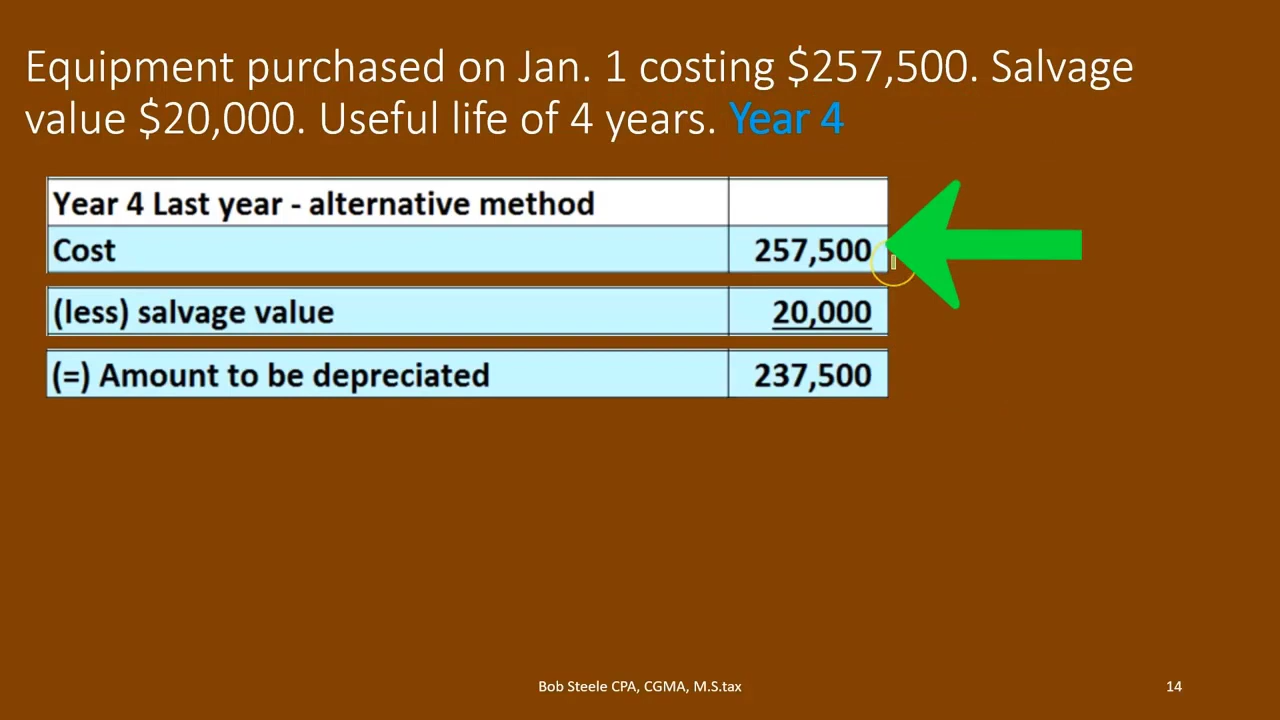 Equipment purchased on Jan. 1 costing $257,500. Salvage
value $20,000. Useful life of 4 years. Year 4
Year 4 Last year - alternative method
Cost 257,500
(less) salvage value 20,000
(=) Amount to be depreciated 237,500
Bob Steele CPA, CGMA, M.S.tax 14